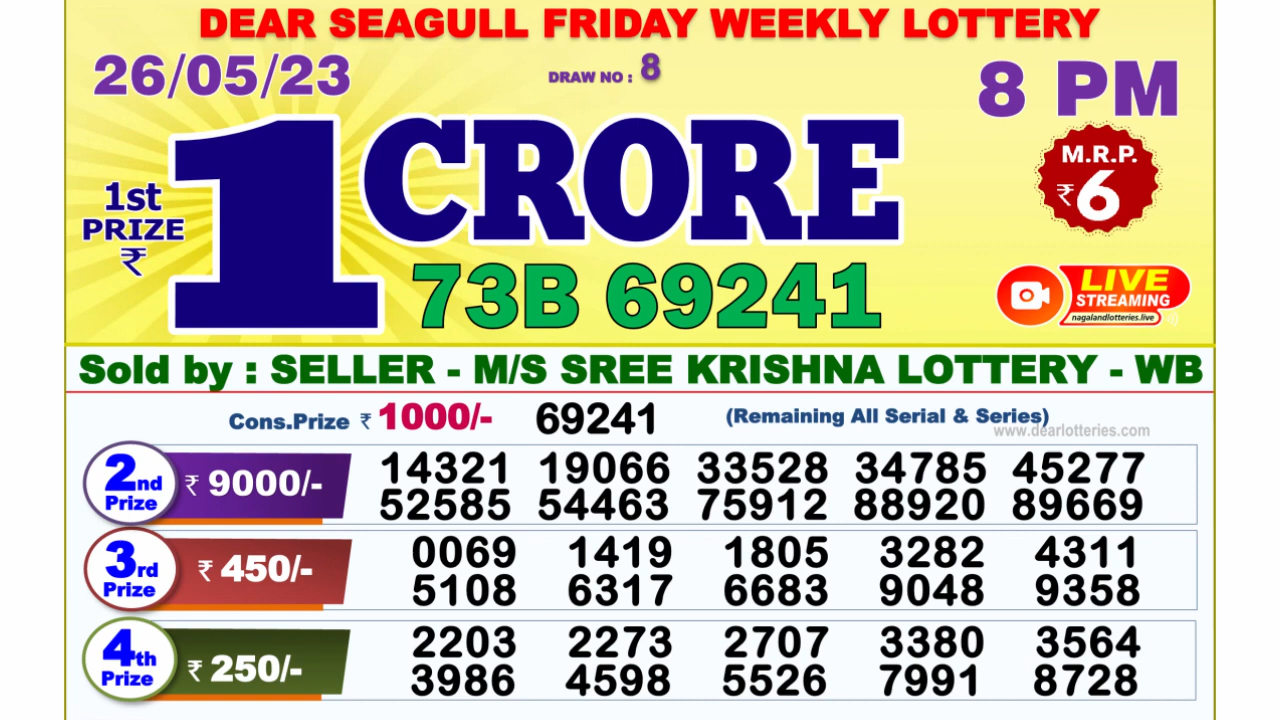 DEAR SEAGULL FRIDAY WEEKLY LOTTERY
26/05/23
DRAW NO : 8
8 PM
1st
PRIZE
₹
1 CRORE
M.R.P.
₹6
73B 69241
LIVE
STREAMING
nagalandlotteries.live
Sold by : SELLER - M/S SREE KRISHNA LOTTERY - WB
Cons.Prize ₹ 1000/- 69241 (Remaining All Serial & Series)
www.dearlotteries.com
2nd Prize ₹ 9000/-
14321 19066 33528 34785 45277
52585 54463 75912 88920 89669
3rd Prize ₹ 450/-
0069 1419 1805 3282 4311
5108 6317 6683 9048 9358
4th Prize ₹ 250/-
2203 2273 2707 3380 3564
3986 4598 5526 7991 8728